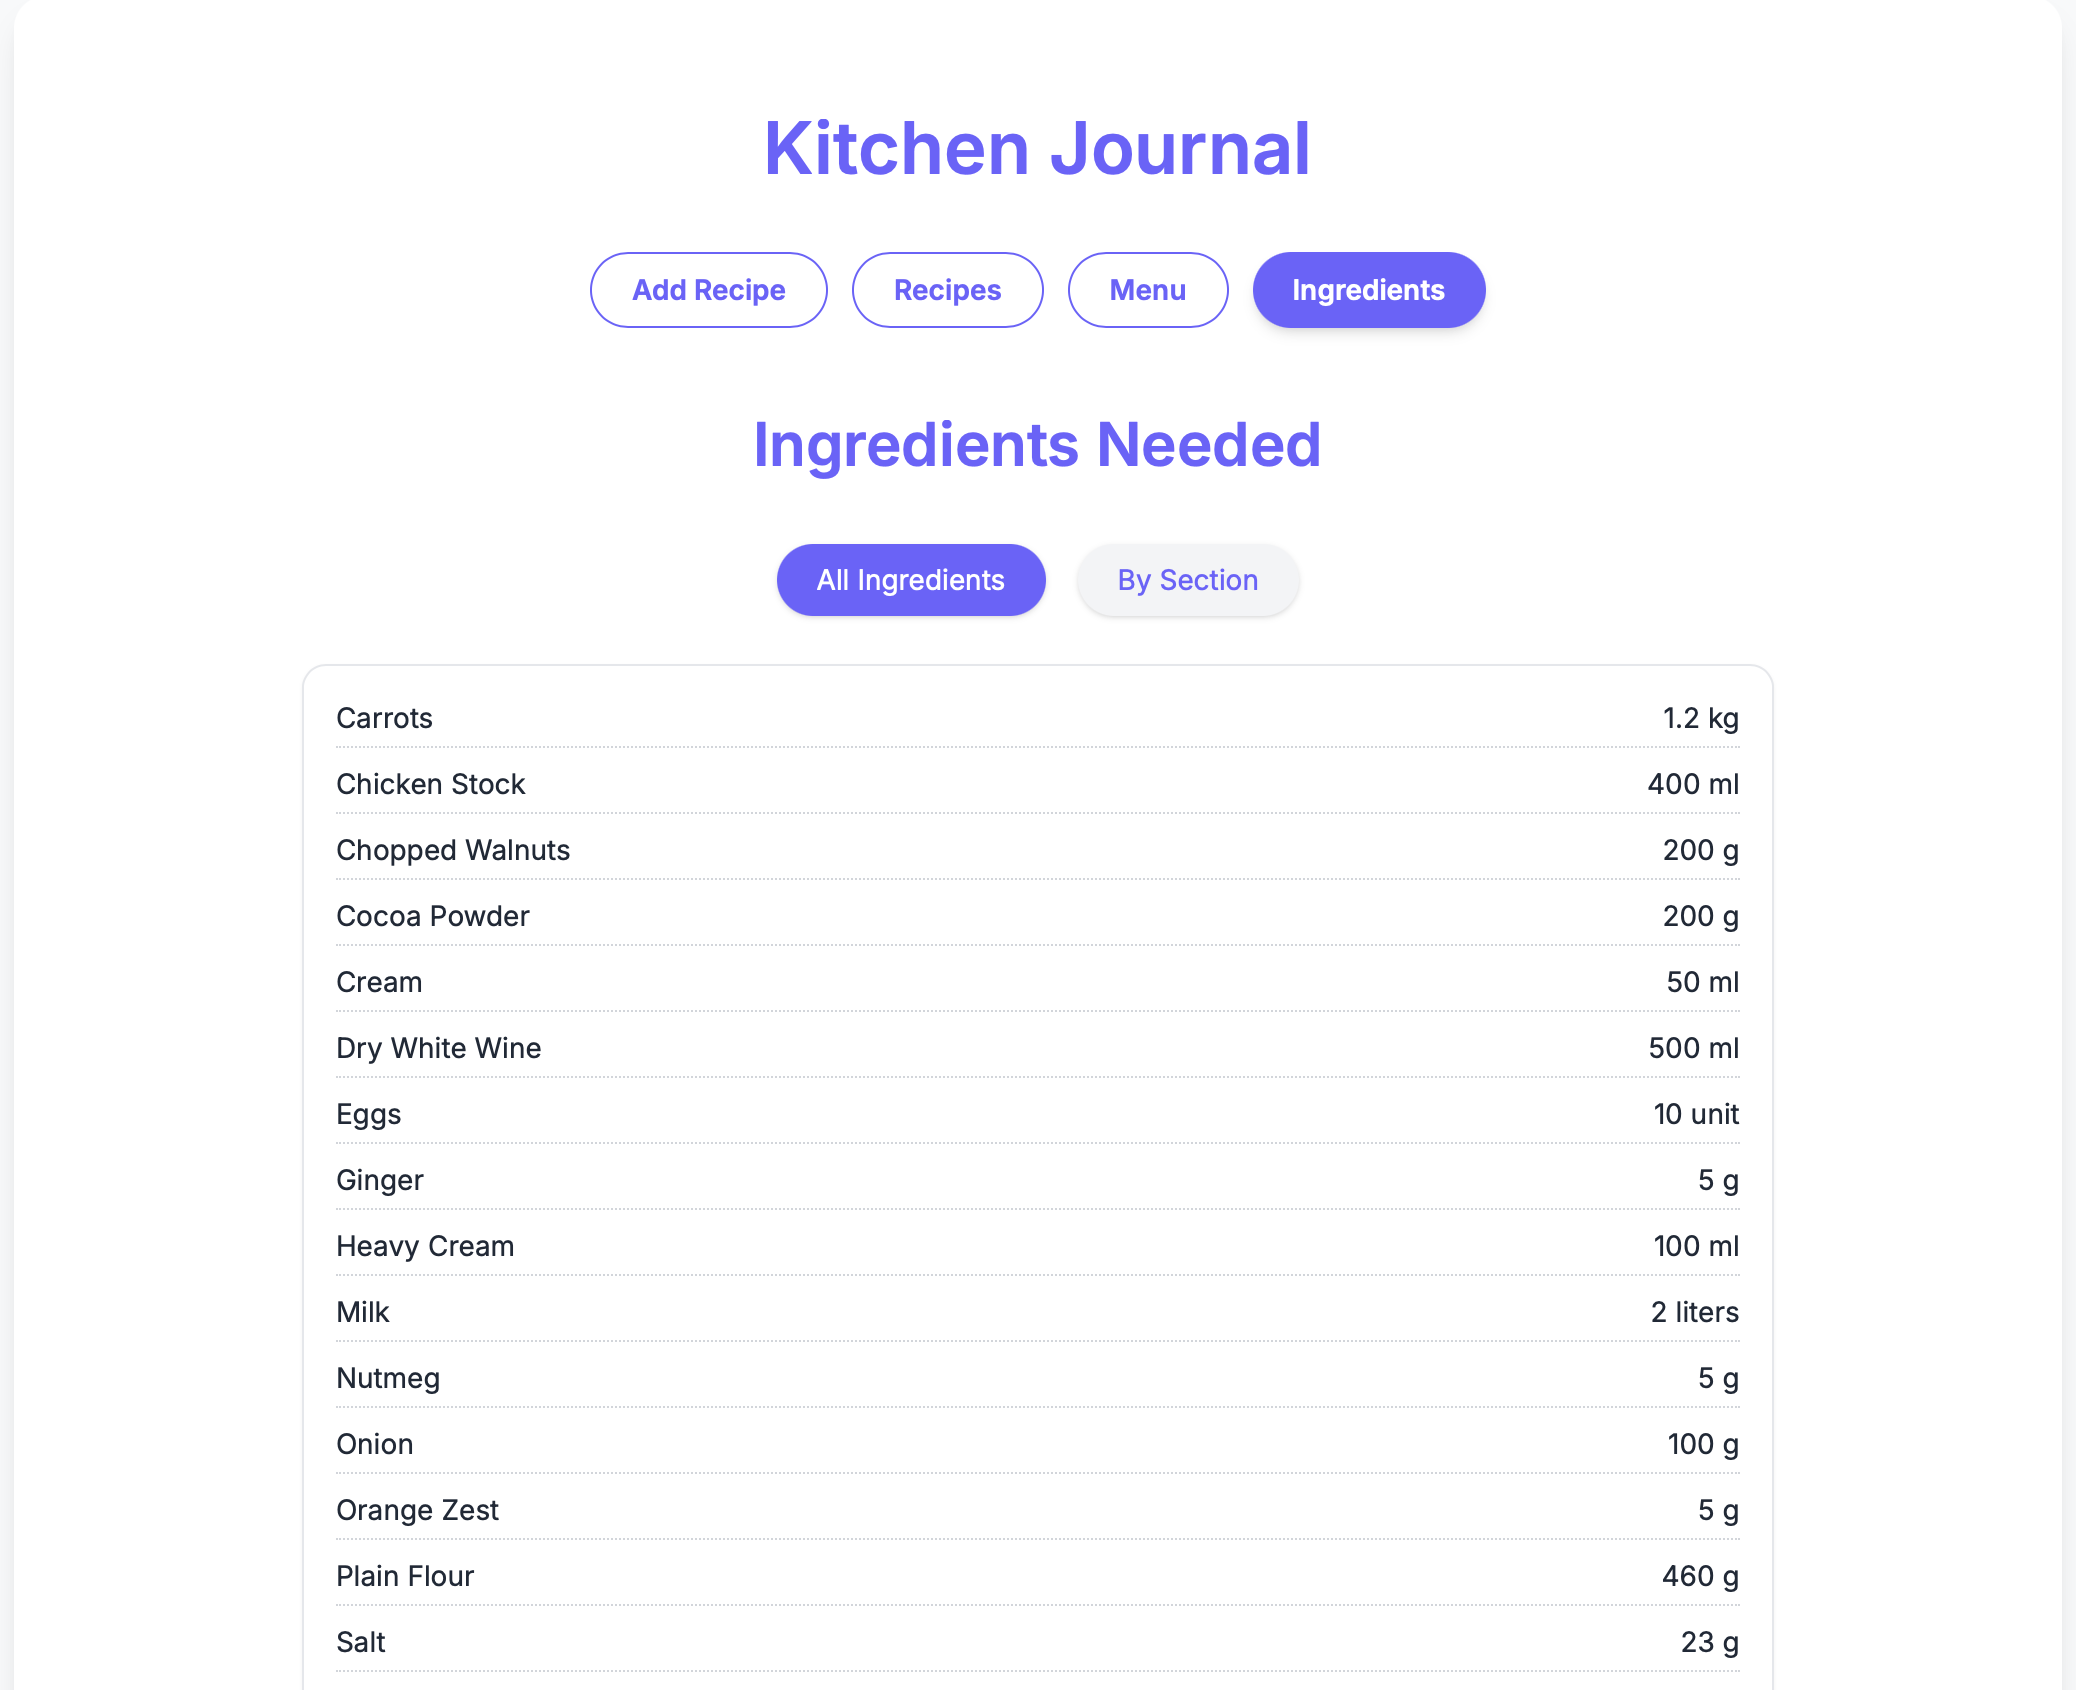 Kitchen Journal
Add Recipe Recipes Menu Ingredients
Ingredients Needed
All Ingredients By Section
Carrots 1.2 kg
Chicken Stock 400 ml
Chopped Walnuts 200 g
Cocoa Powder 200 g
Cream 50 ml
Dry White Wine 500 ml
Eggs 10 unit
Ginger 5 g
Heavy Cream 100 ml
Milk 2 liters
Nutmeg 5 g
Onion 100 g
Orange Zest 5 g
Plain Flour 460 g
Salt 23 g